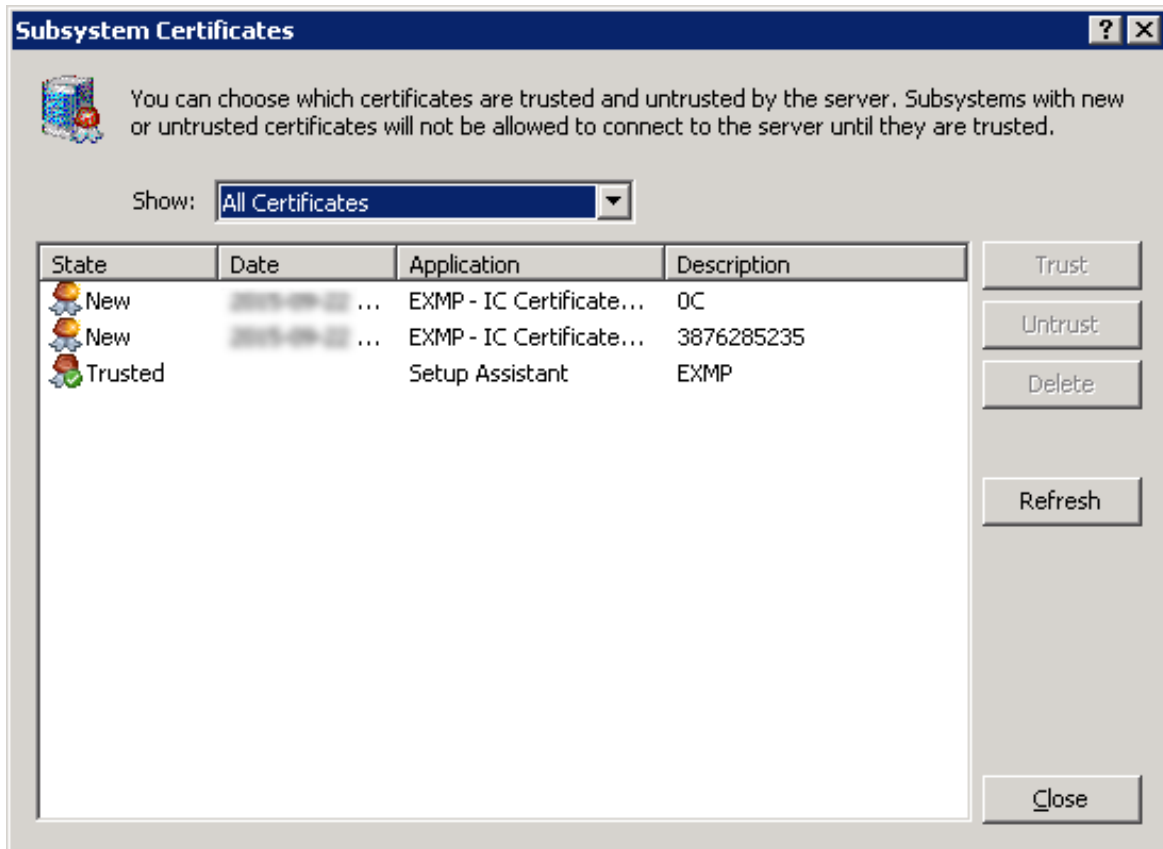 Subsystem Certificates
You can choose which certificates are trusted and untrusted by the server. Subsystems with new
or untrusted certificates will not be allowed to connect to the server until they are trusted.
Show: All Certificates
State Date Application Description Trust
New ... EXMP - IC Certificate... 0C
New ... EXMP - IC Certificate... 3876285235 Untrust
Trusted Setup Assistant EXMP
Delete
Refresh
Close